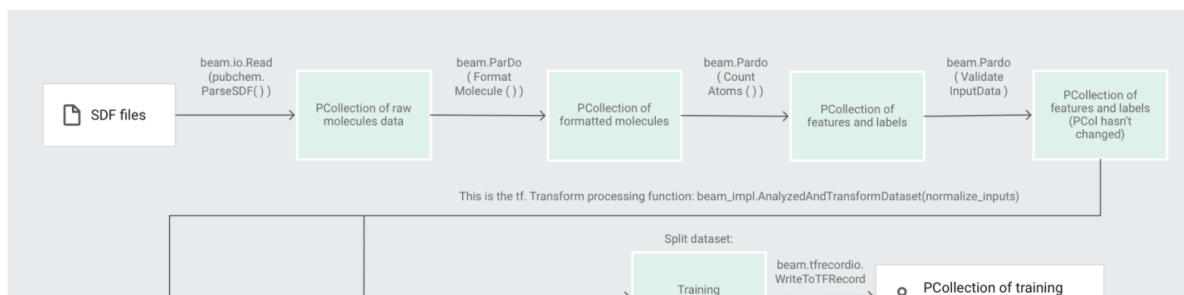 beam.io.Read
(pubchem.
ParseSDF( ) )
beam.ParDo
( Format
Molecule ( ) )
beam.Pardo
( Count
Atoms ( ) )
beam.Pardo
( Validate
InputData )
SDF files
PCollection of raw
molecules data
PCollection of
formatted molecules
PCollection of
features and labels
PCollection of
features and labels
(PCol hasn't
changed)
This is the tf. Transform processing function: beam_impl.AnalyzedAndTransformDataset(normalize_inputs)
Split dataset:
Training
beam.tfrecordio.
WriteToTFRecord
PCollection of training